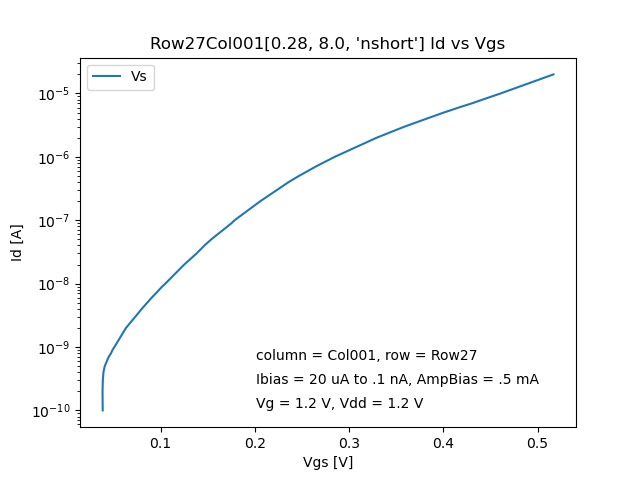 Row27Col001[0.28, 8.0, 'nshort'] Id vs Vgs
Vs
10⁻⁵
10⁻⁶
10⁻⁷
10⁻⁸
10⁻⁹
10⁻¹⁰
Id [A]
column = Col001, row = Row27
Ibias = 20 uA to .1 nA, AmpBias = .5 mA
Vg = 1.2 V, Vdd = 1.2 V
0.1 0.2 0.3 0.4 0.5
Vgs [V]